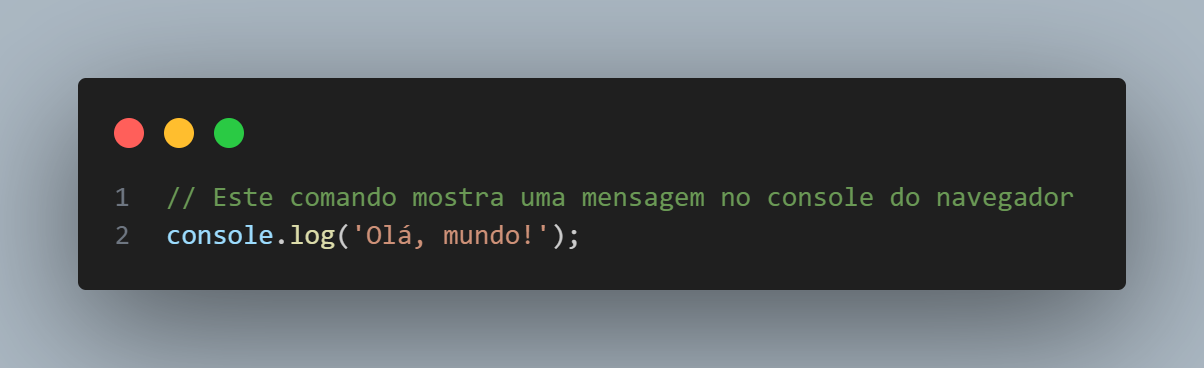 1 // Este comando mostra uma mensagem no console do navegador
2 console.log('Olá, mundo!');